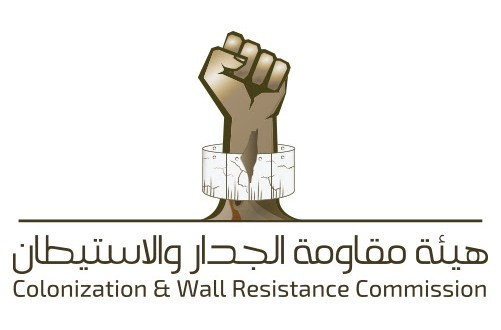 هيئة مقاومة الجدار والاستيطان
Colonization & Wall Resistance Commission